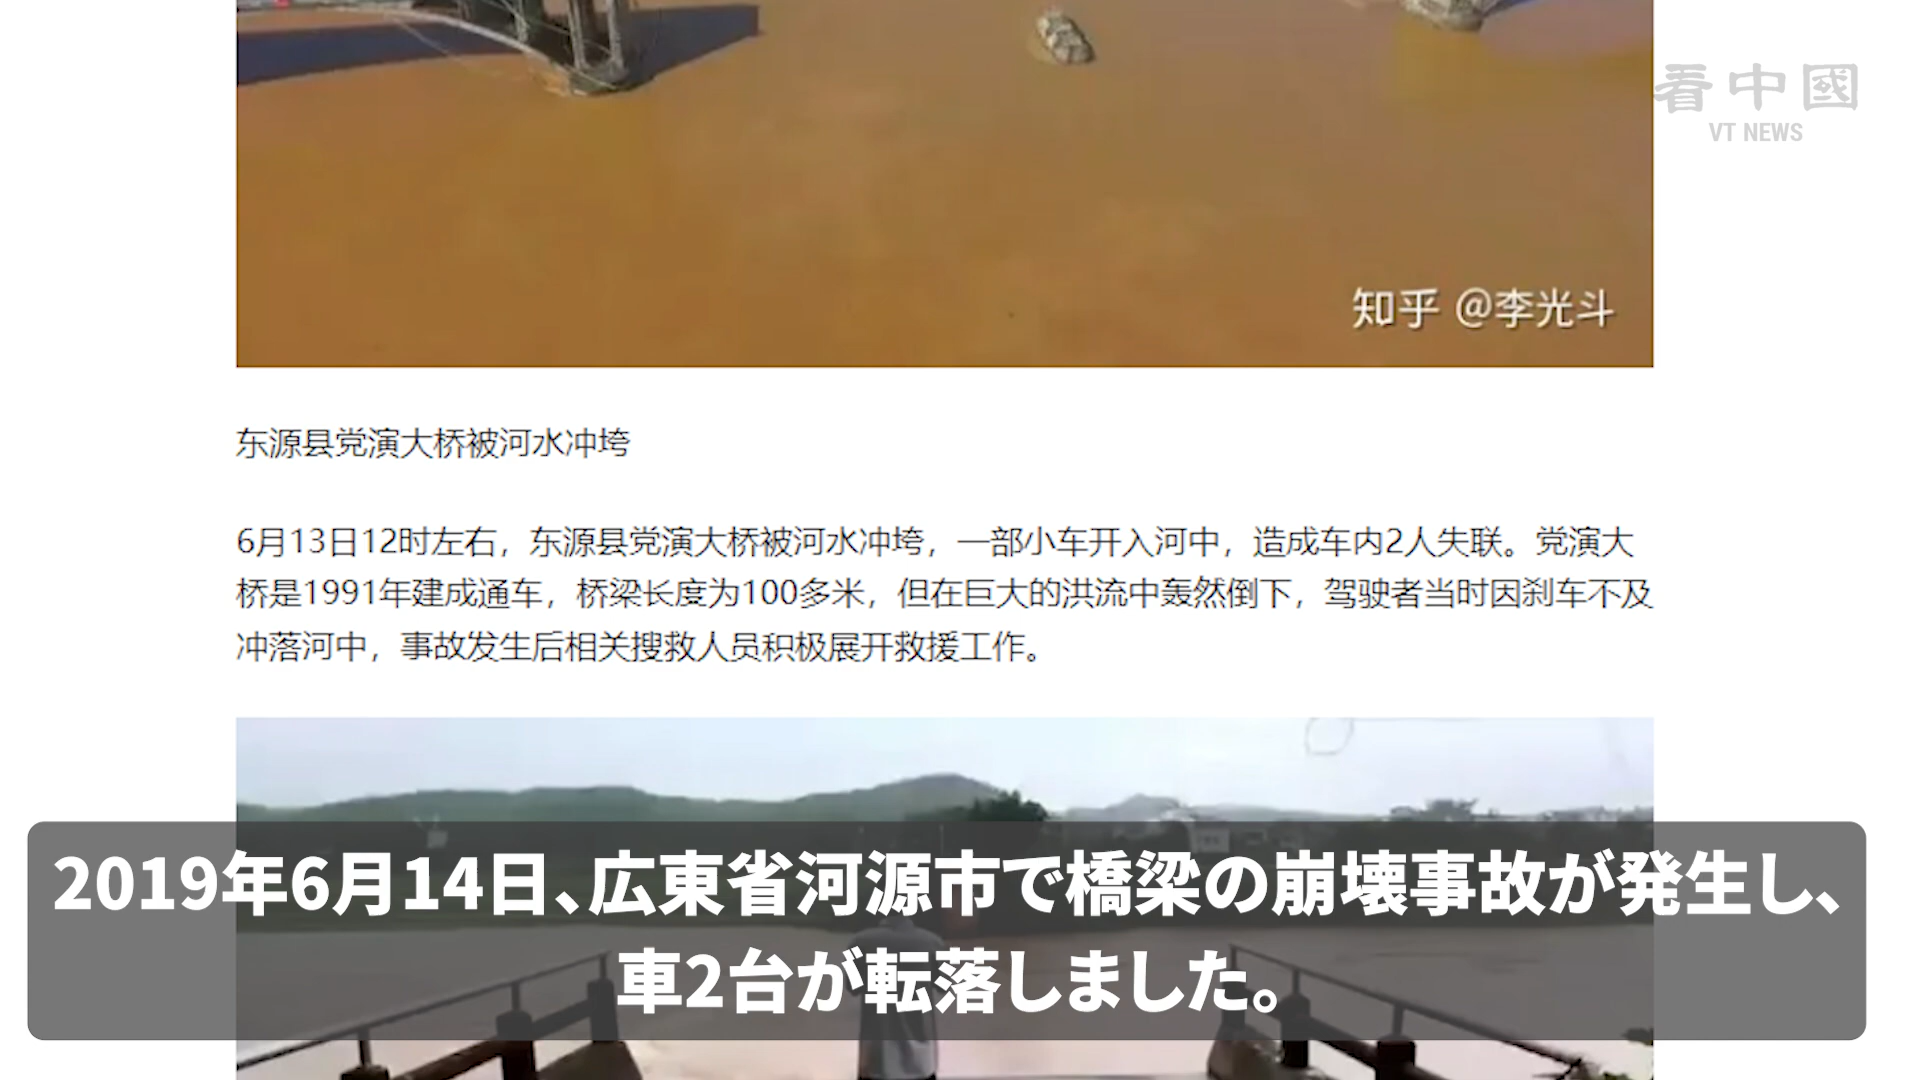 看中國
VT NEWS
知乎 @李光斗
东源县党演大桥被河水冲垮
6月13日12时左右，东源县党演大桥被河水冲垮，一部小车开入河中，造成车内2人失联。党演大
桥是1991年建成通车，桥梁长度为100多米，但在巨大的洪流中轰然倒下，驾驶者当时因刹车不及
冲落河中，事故发生后相关搜救人员积极展开救援工作。
2019年6月14日、広東省河源市で橋梁の崩壊事故が発生し、
車2台が転落しました。